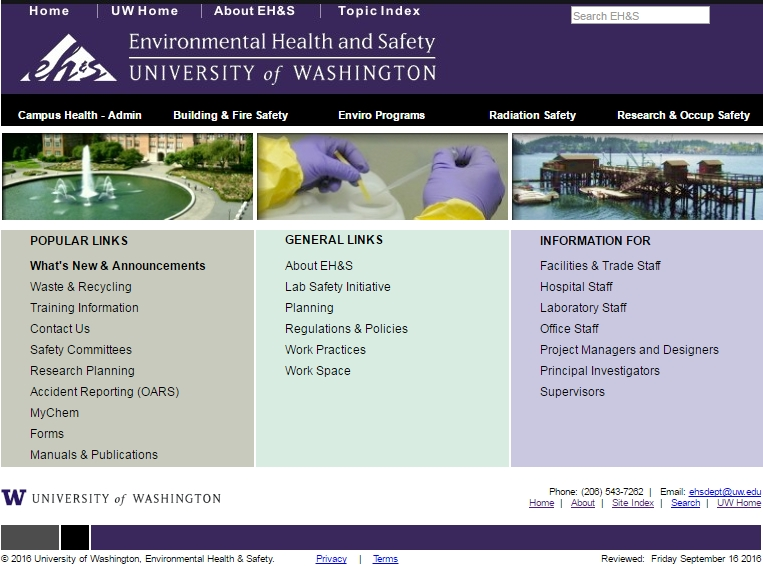 Home | UW Home | About EH&S | Topic Index
Search EH&S
eh&s
Environmental Health and Safety
UNIVERSITY of WASHINGTON
Campus Health - Admin Building & Fire Safety Enviro Programs Radiation Safety Research & Occup Safety
POPULAR LINKS
What's New & Announcements
Waste & Recycling
Training Information
Contact Us
Safety Committees
Research Planning
Accident Reporting (OARS)
MyChem
Forms
Manuals & Publications
GENERAL LINKS
About EH&S
Lab Safety Initiative
Planning
Regulations & Policies
Work Practices
Work Space
INFORMATION FOR
Facilities & Trade Staff
Hospital Staff
Laboratory Staff
Office Staff
Project Managers and Designers
Principal Investigators
Supervisors
W UNIVERSITY of WASHINGTON
Phone: (206) 543-7262 | Email: ehsdept@uw.edu
Home | About | Site Index | Search | UW Home
© 2016 University of Washington, Environmental Health & Safety. Privacy | Terms
Reviewed: Friday September 16 2016